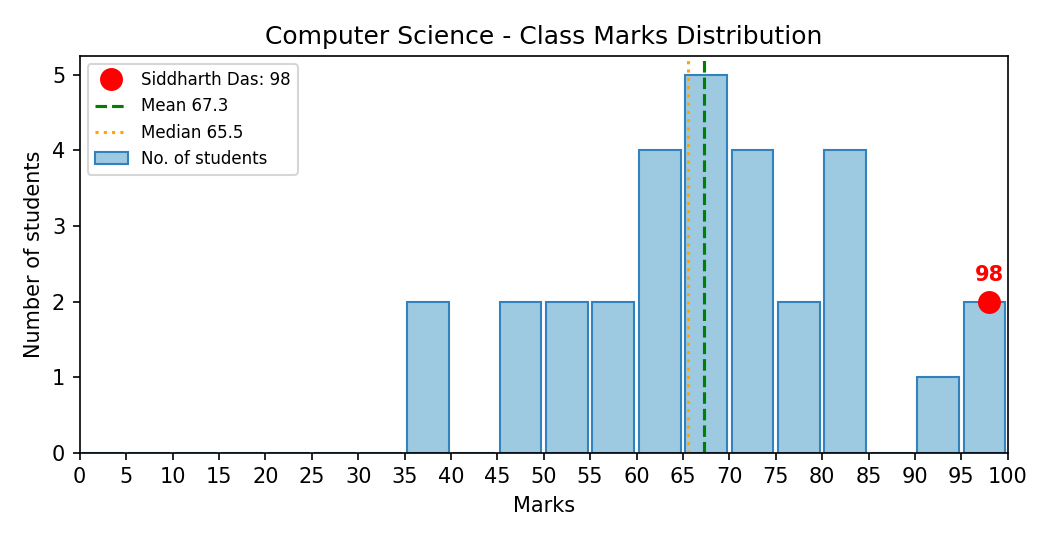 Computer Science - Class Marks Distribution
Siddharth Das: 98
Mean 67.3
Median 65.5
No. of students
Number of students
5
4
3
2
1
0
98
0 5 10 15 20 25 30 35 40 45 50 55 60 65 70 75 80 85 90 95 100
Marks